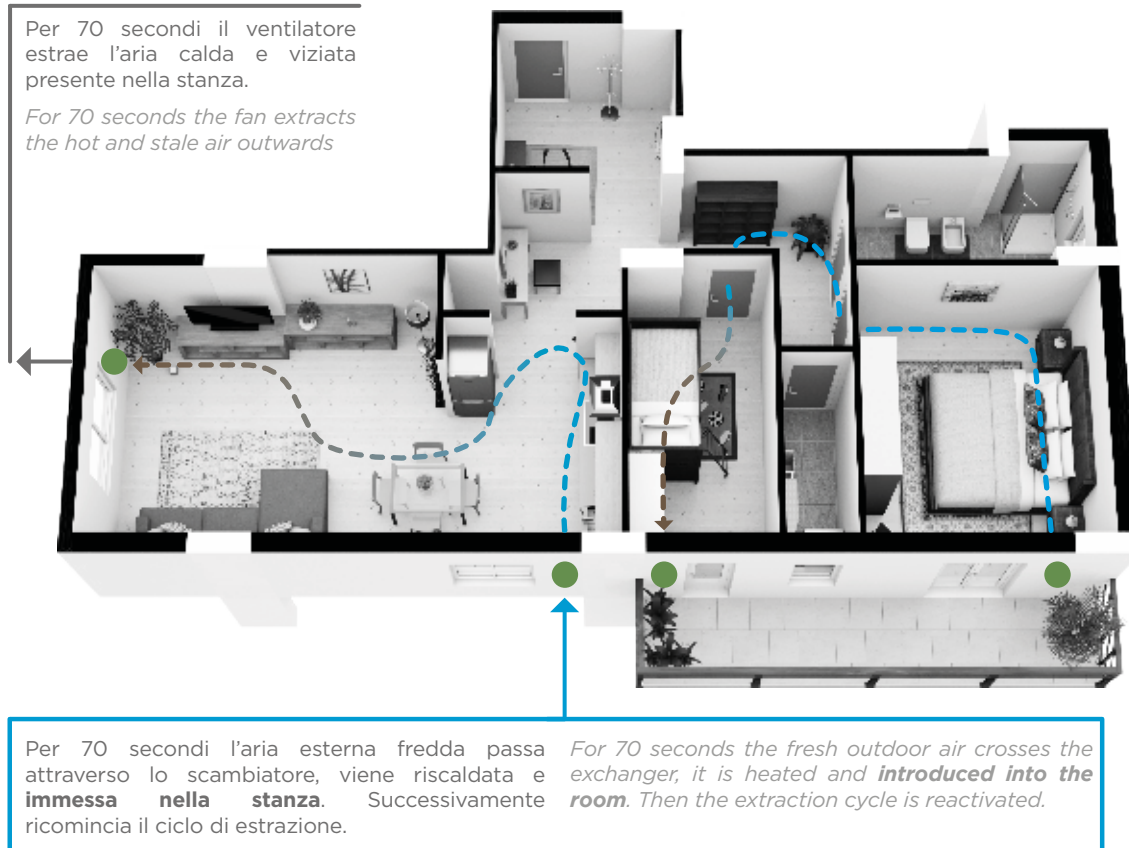 Per 70 secondi il ventilatore
estrae l’aria calda e viziata
presente nella stanza.
For 70 seconds the fan extracts
the hot and stale air outwards
Per 70 secondi l’aria esterna fredda passa
attraverso lo scambiatore, viene riscaldata e
immessa nella stanza. Successivamente
ricomincia il ciclo di estrazione.
For 70 seconds the fresh outdoor air crosses the
exchanger, it is heated and introduced into the
room. Then the extraction cycle is reactivated.